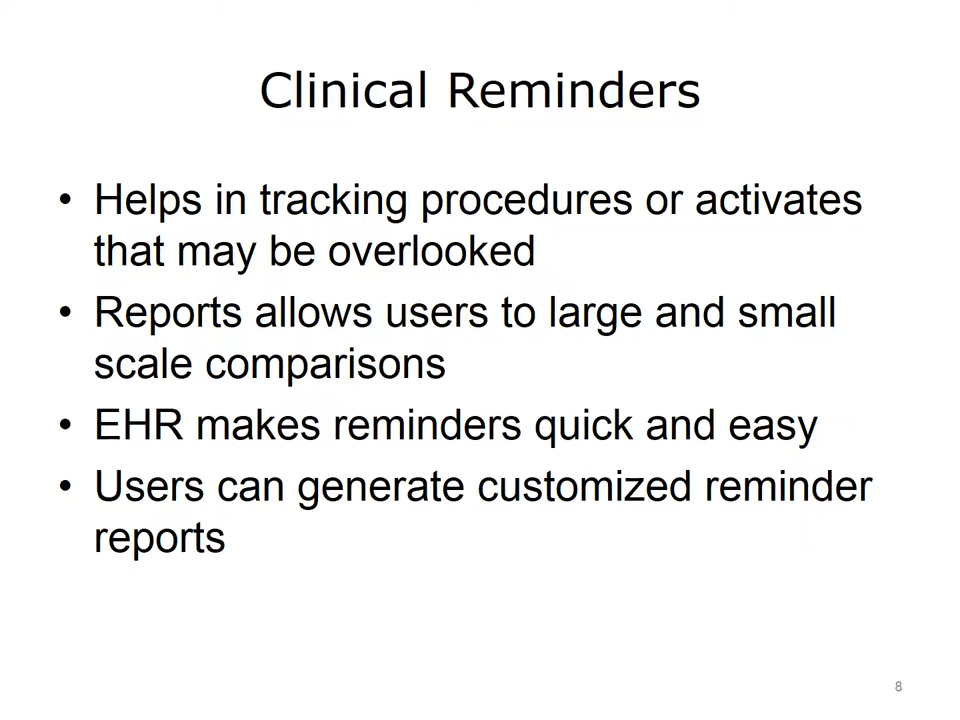 Clinical Reminders
• Helps in tracking procedures or activates
that may be overlooked
• Reports allows users to large and small
scale comparisons
• EHR makes reminders quick and easy
• Users can generate customized reminder
reports
8